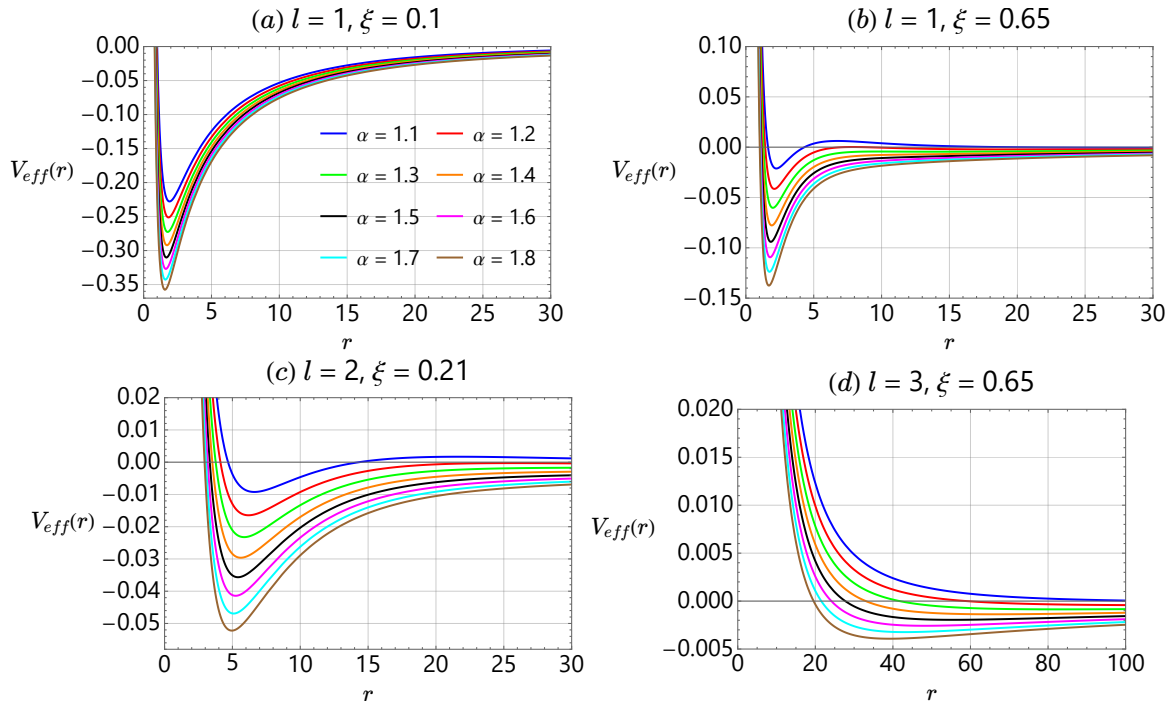 (a) l = 1, ξ = 0.1
0.00
−0.05
−0.10
−0.15
−0.20
−0.25
−0.30
−0.35
V_eff(r)
0 5 10 15 20 25 30
r
α = 1.1 α = 1.2
α = 1.3 α = 1.4
α = 1.5 α = 1.6
α = 1.7 α = 1.8
(b) l = 1, ξ = 0.65
0.10
0.05
0.00
−0.05
−0.10
−0.15
V_eff(r)
0 5 10 15 20 25 30
r
(c) l = 2, ξ = 0.21
0.02
0.01
0.00
−0.01
−0.02
−0.03
−0.04
−0.05
V_eff(r)
0 5 10 15 20 25 30
r
(d) l = 3, ξ = 0.65
0.020
0.015
0.010
0.005
0.000
−0.005
V_eff(r)
0 20 40 60 80 100
r